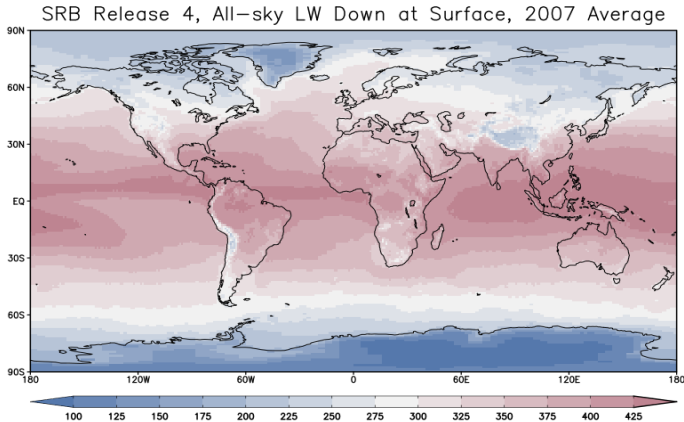 SRB Release 4, All-sky LW Down at Surface, 2007 Average
90N
60N
30N
EQ
30S
60S
90S
180 120W 60W 0 60E 120E 180
100 125 150 175 200 225 250 275 300 325 350 375 400 425